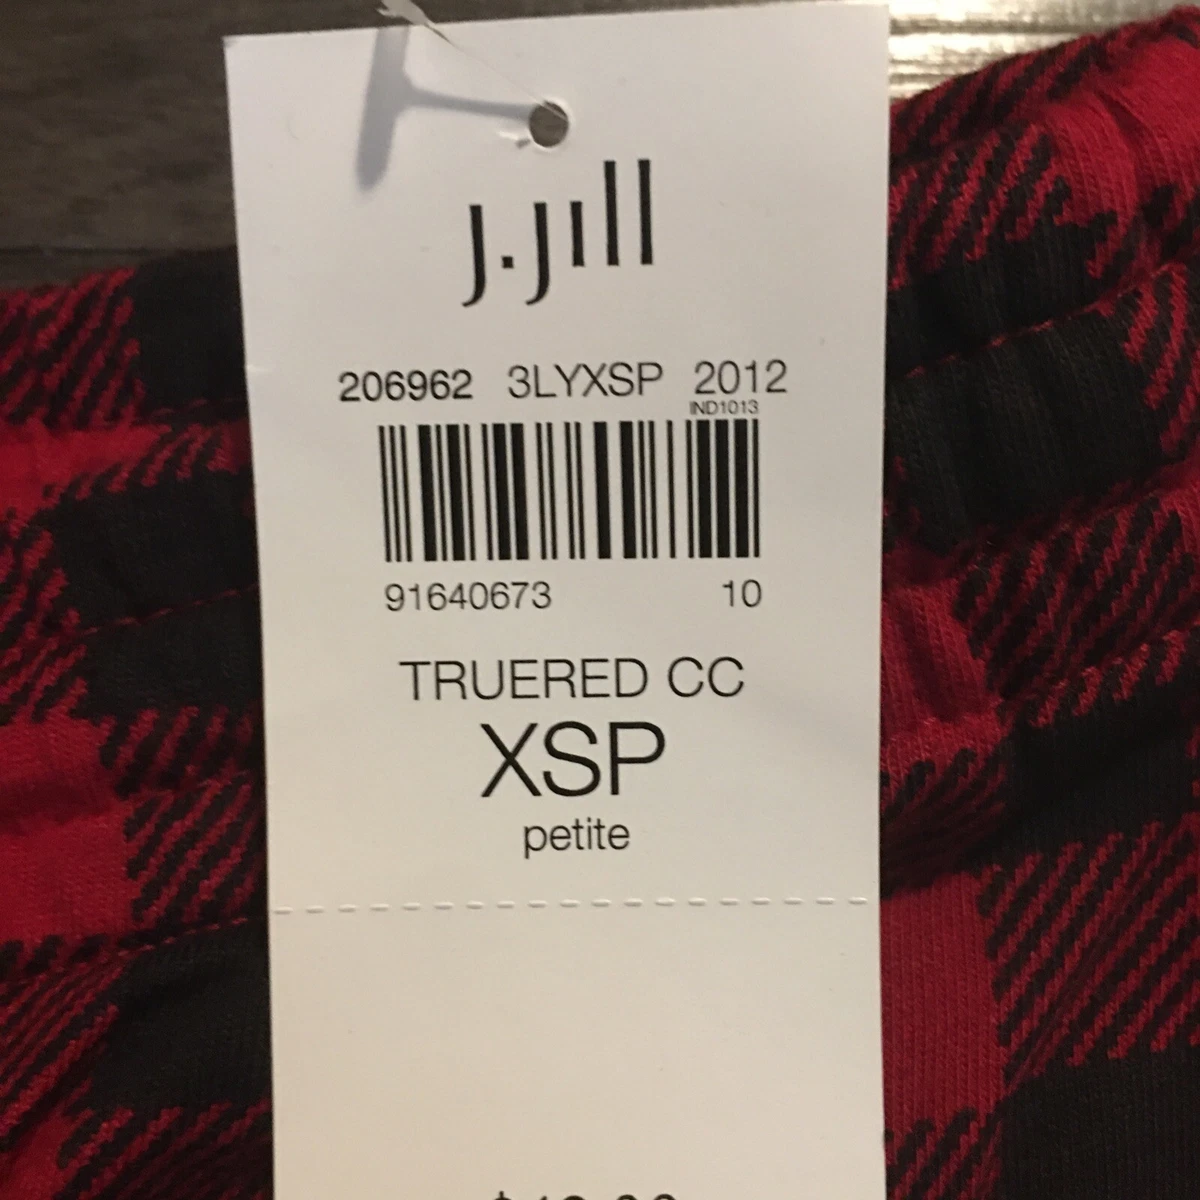 J.Jill
206962 3LYXSP 2012
IND1013
91640673 10
TRUERED CC
XSP
petite